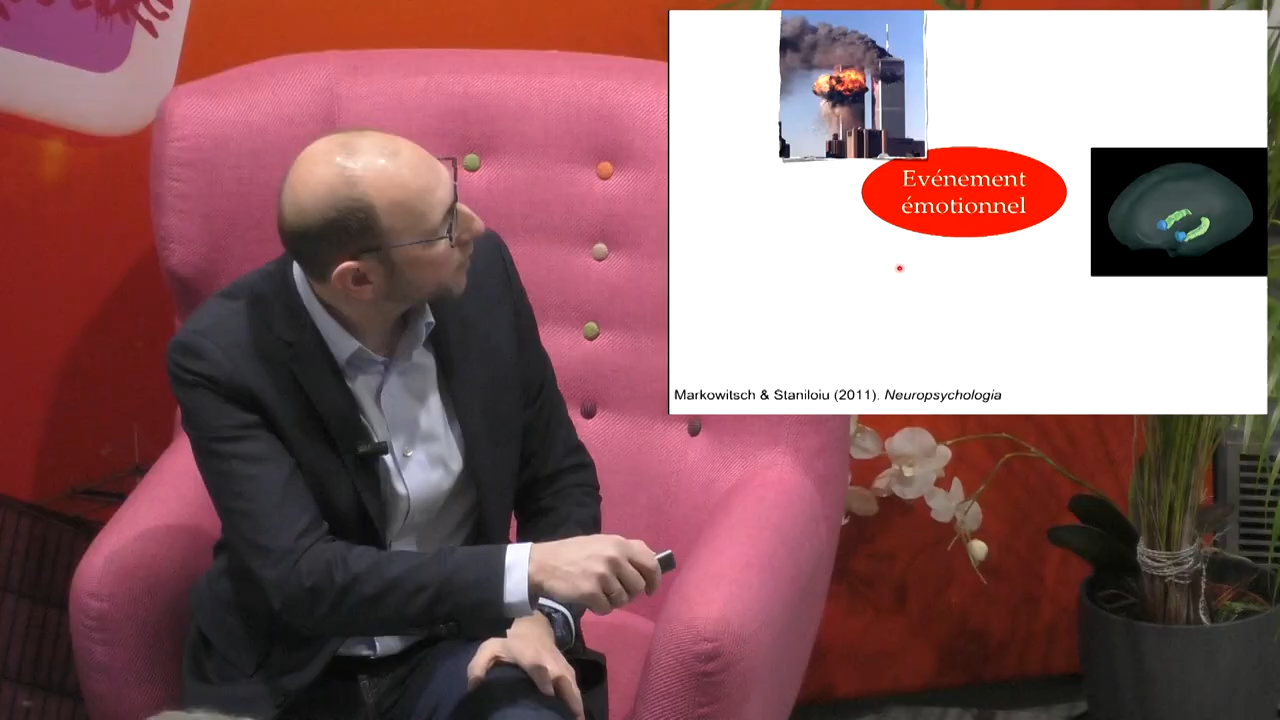 Evénement
émotionnel
Markowitsch & Staniloiu (2011). Neuropsychologia